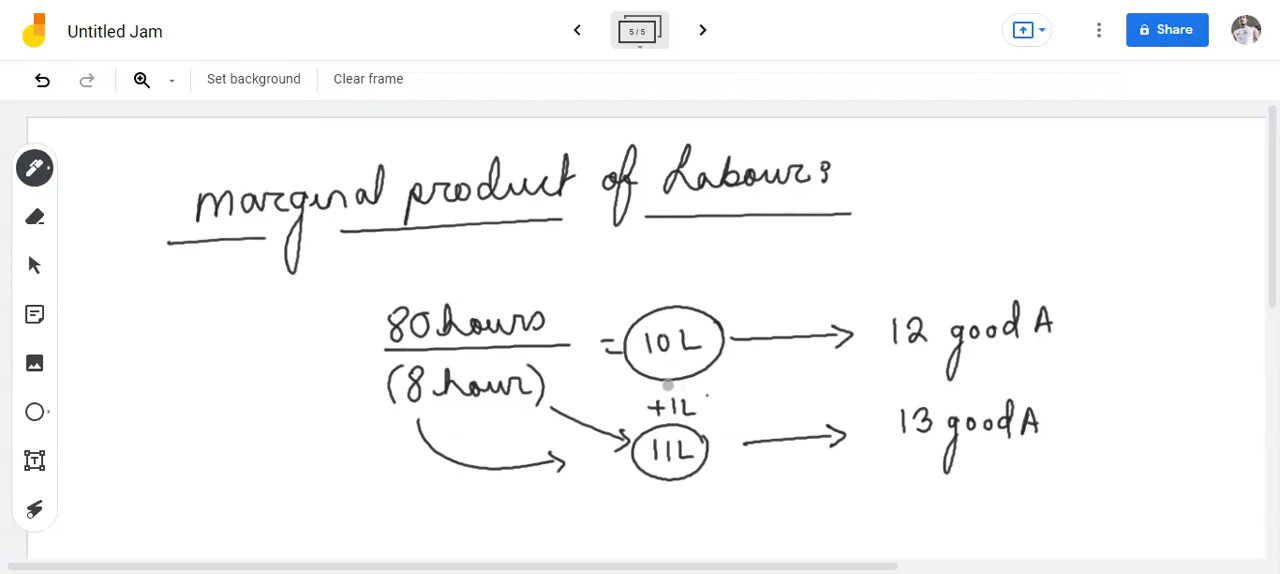 Untitled Jam
5 / 5
Share
Set background
Clear frame
marginal product of Labour:
80 hours
(8 hour)
= 10 L → 12 good A
+1L
11L → 13 good A